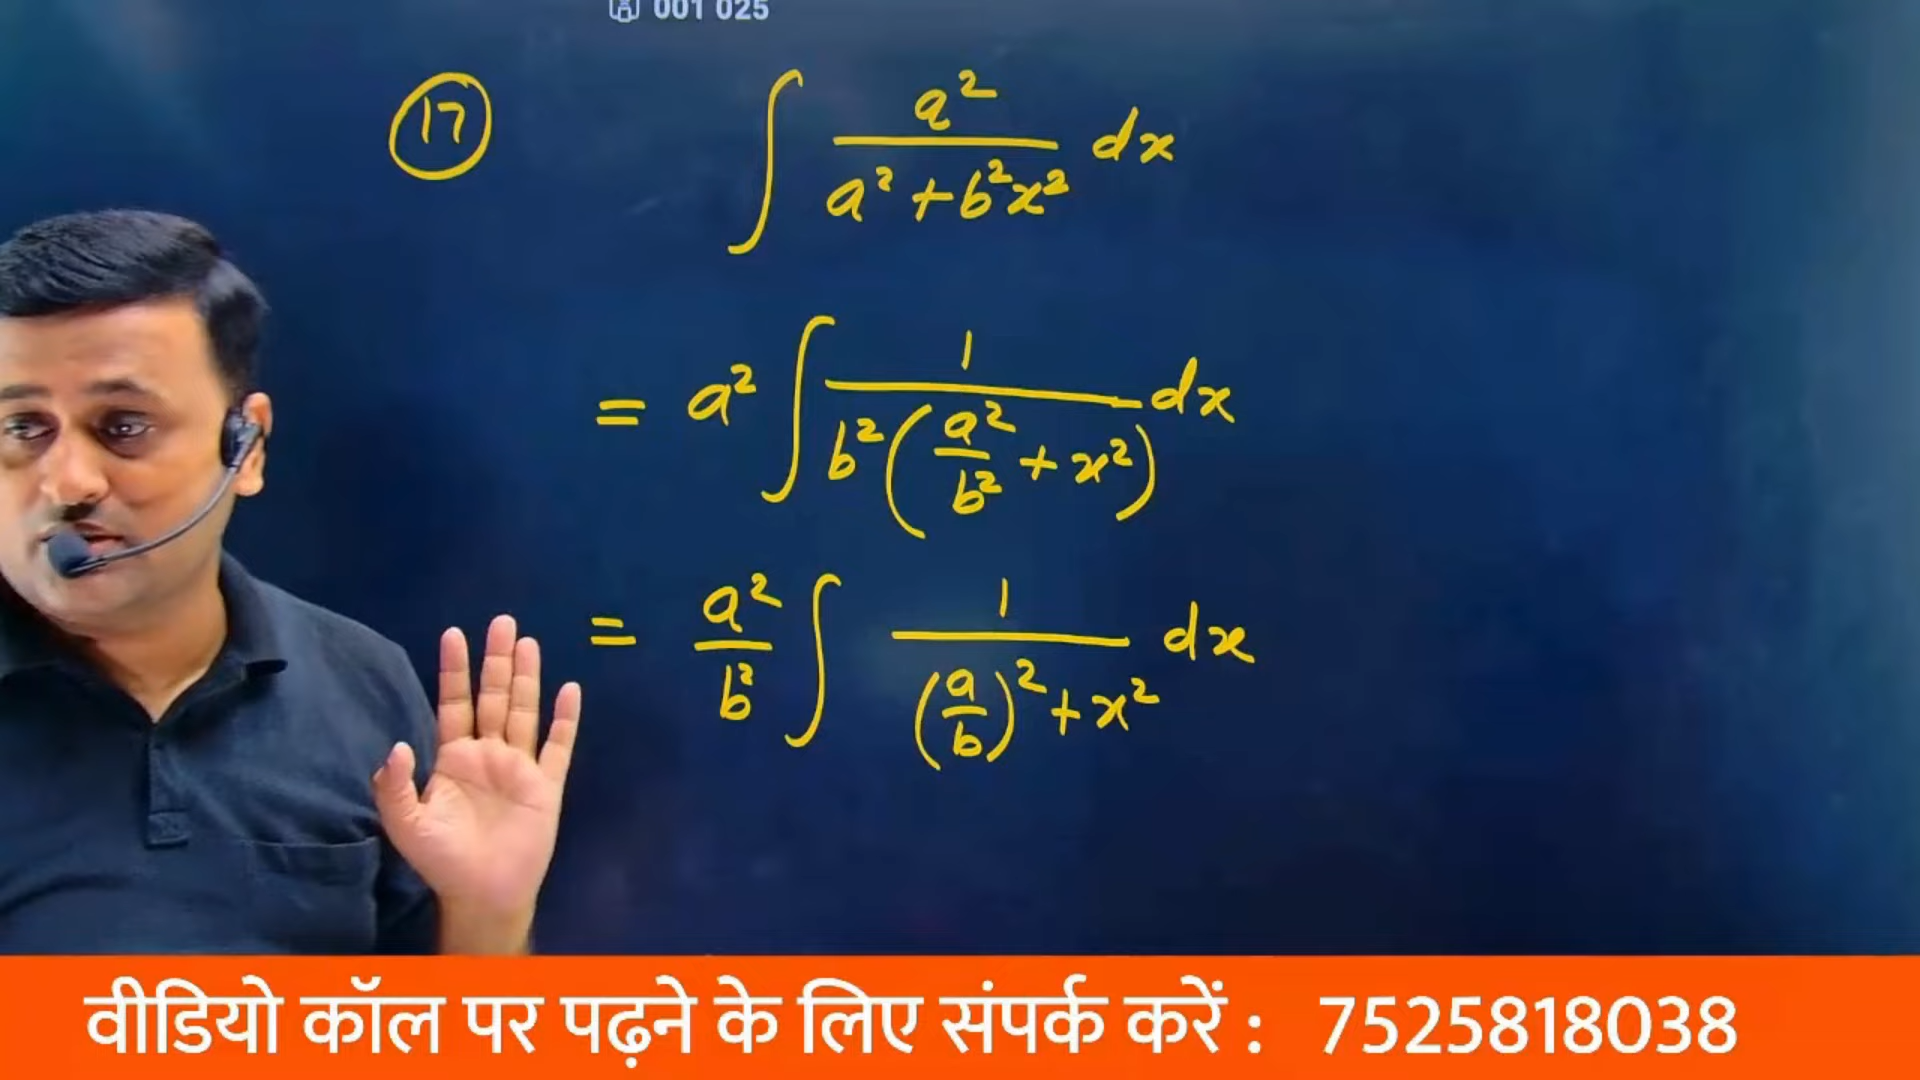 001 025
17
∫ a² / (a² + b²x²) dx
= a² ∫ 1 / (b² (a²/b² + x²)) dx
= a²/b² ∫ 1 / ((a/b)² + x²) dx
वीडियो कॉल पर पढ़ने के लिए संपर्क करें : 7525818038